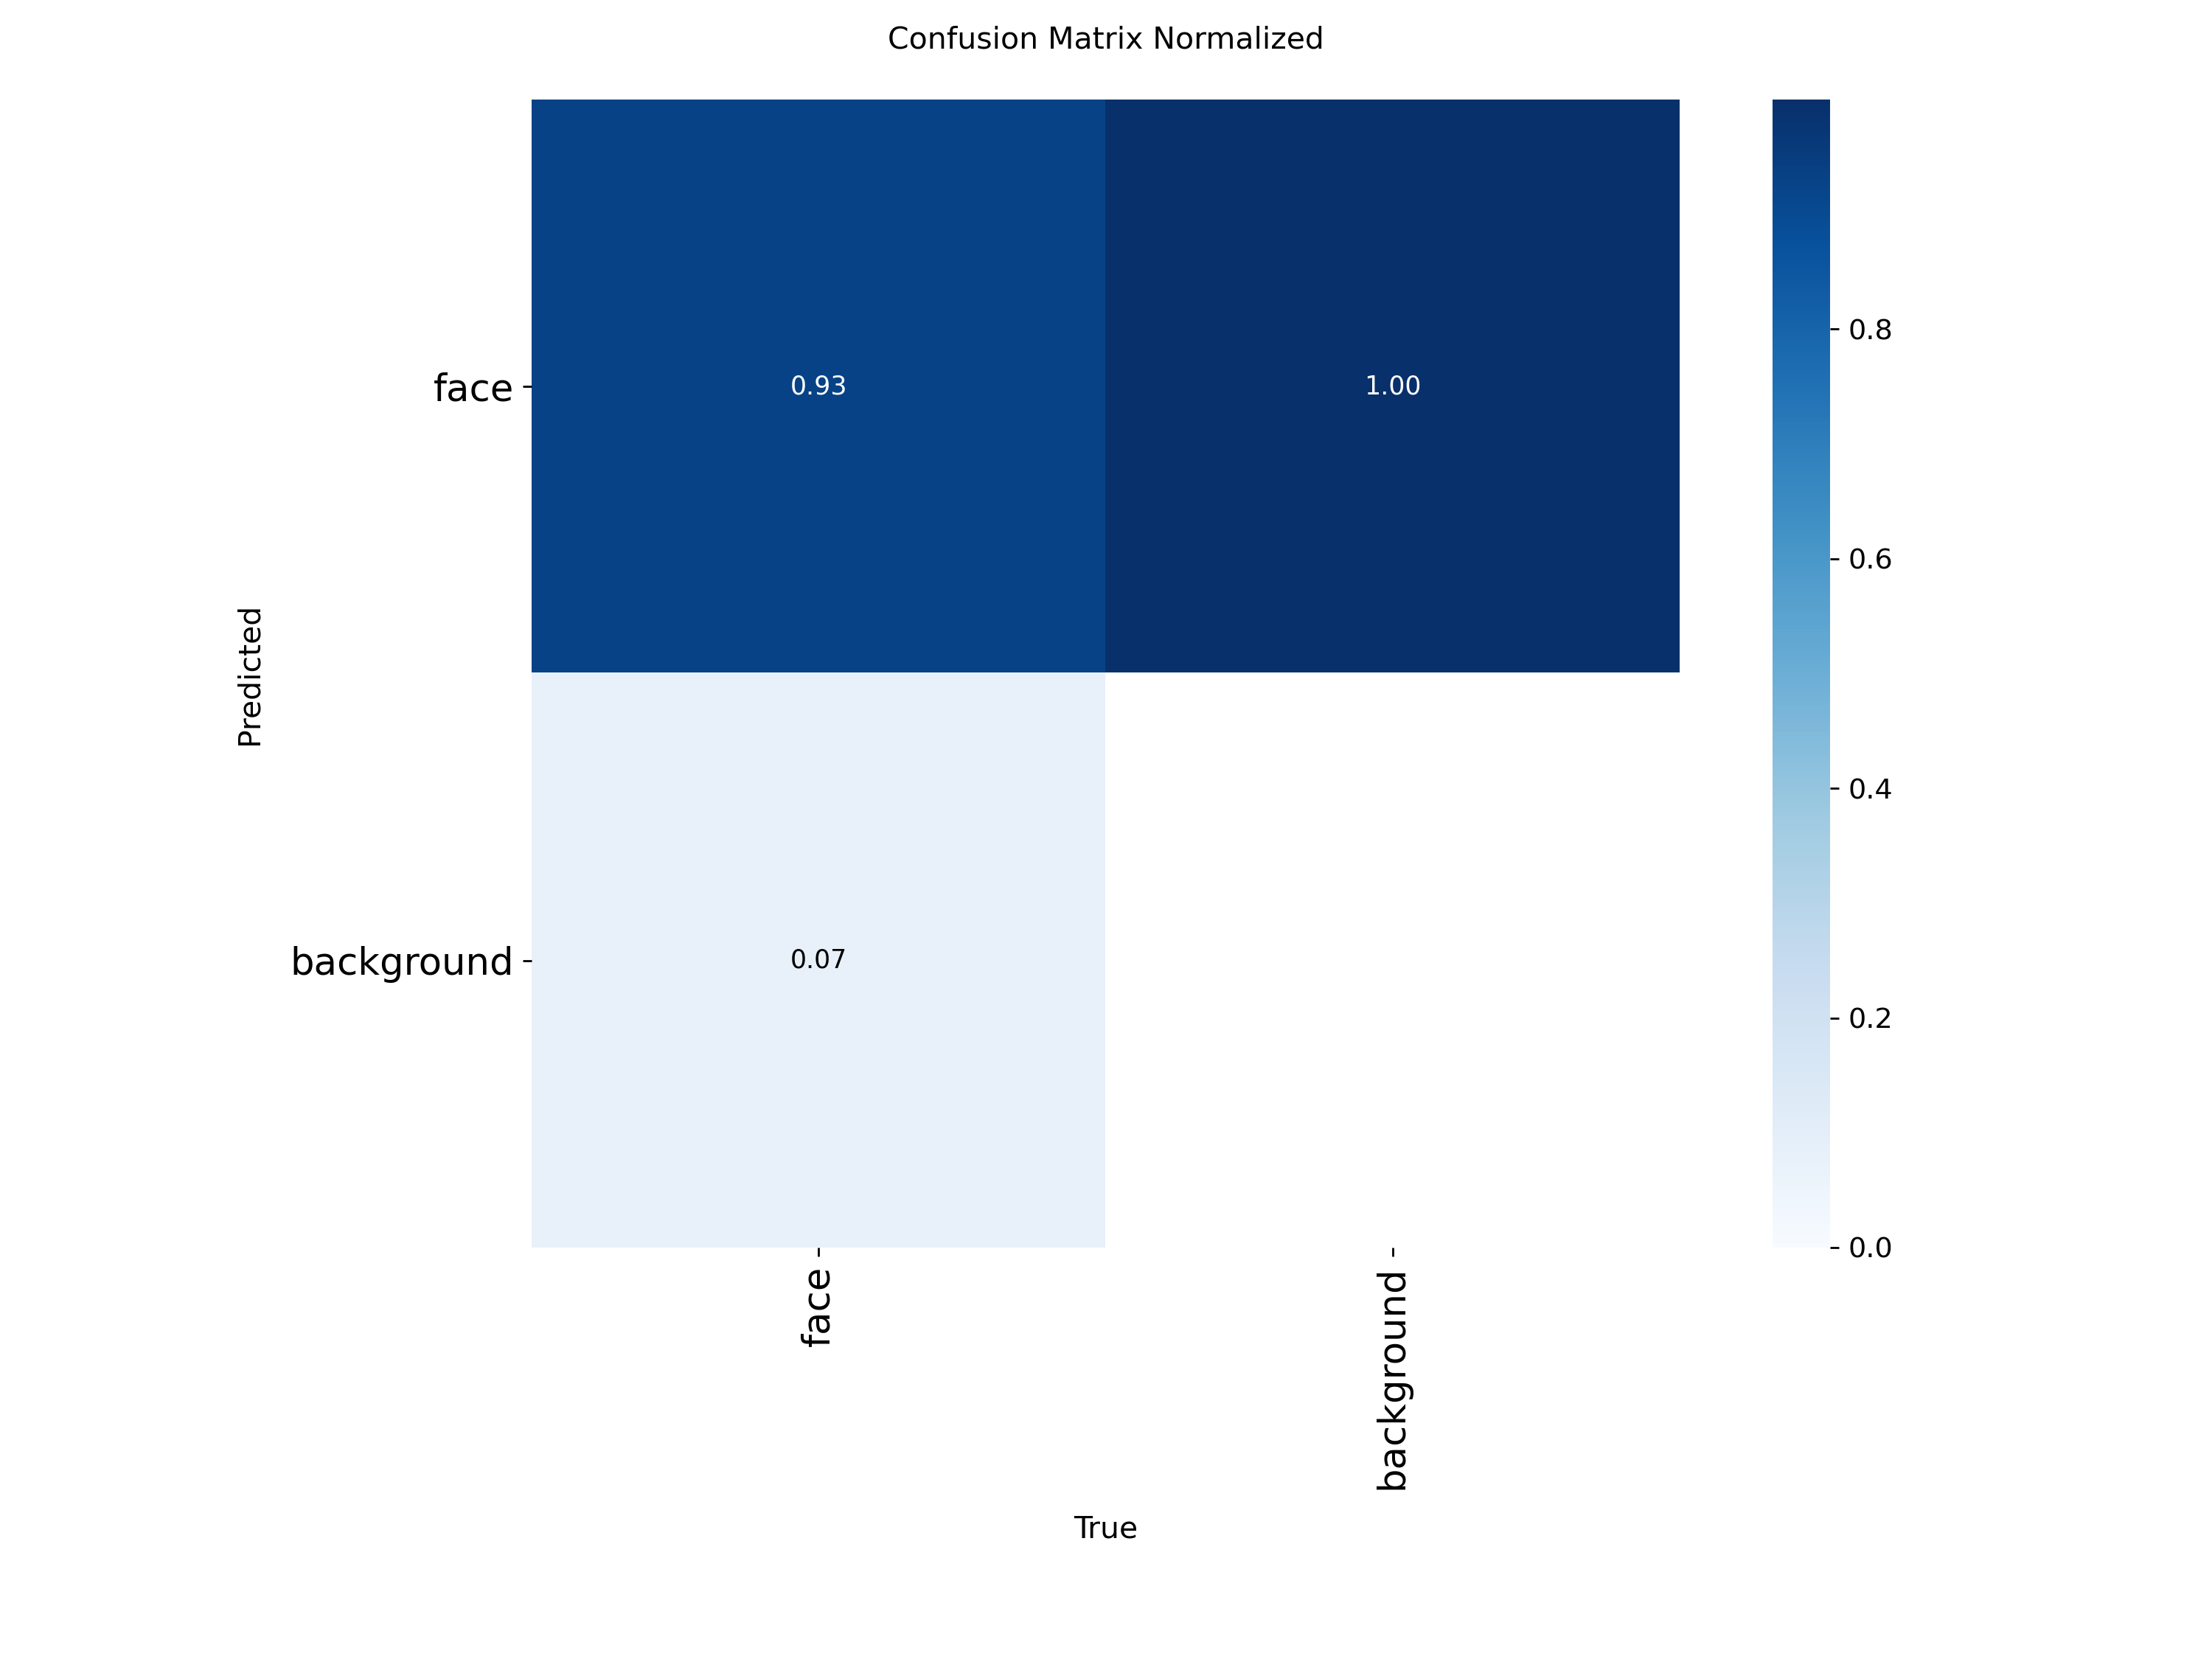 Confusion Matrix Normalized
face
0.93
1.00
0.8
0.6
Predicted
0.4
background
0.07
0.2
0.0
face
background
True